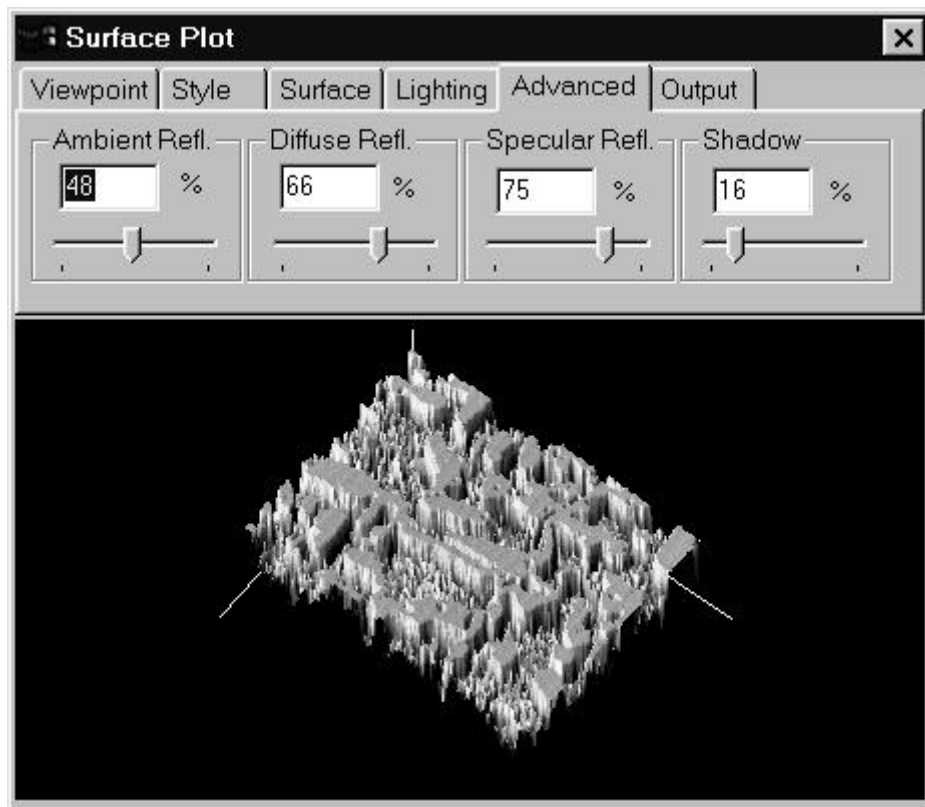 Surface Plot
Viewpoint Style Surface Lighting Advanced Output
Ambient Refl. Diffuse Refl. Specular Refl. Shadow
48 % 66 % 75 % 16 %